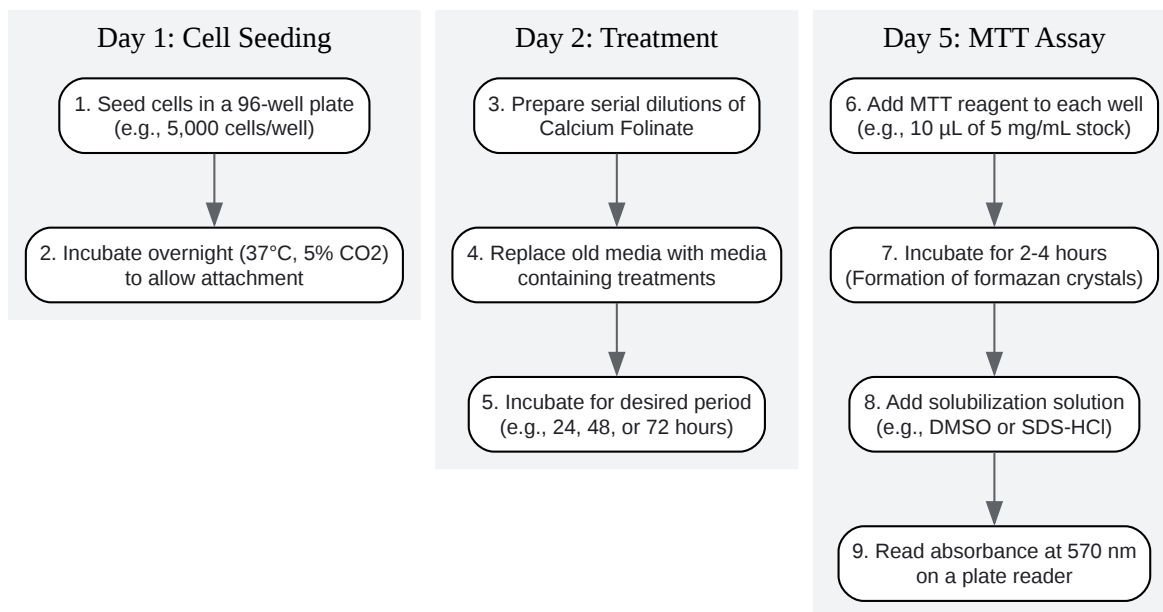 Day 1: Cell Seeding
1. Seed cells in a 96-well plate
(e.g., 5,000 cells/well)
2. Incubate overnight (37°C, 5% CO2)
to allow attachment
Day 2: Treatment
3. Prepare serial dilutions of
Calcium Folinate
4. Replace old media with media
containing treatments
5. Incubate for desired period
(e.g., 24, 48, or 72 hours)
Day 5: MTT Assay
6. Add MTT reagent to each well
(e.g., 10 µL of 5 mg/mL stock)
7. Incubate for 2-4 hours
(Formation of formazan crystals)
8. Add solubilization solution
(e.g., DMSO or SDS-HCl)
9. Read absorbance at 570 nm
on a plate reader